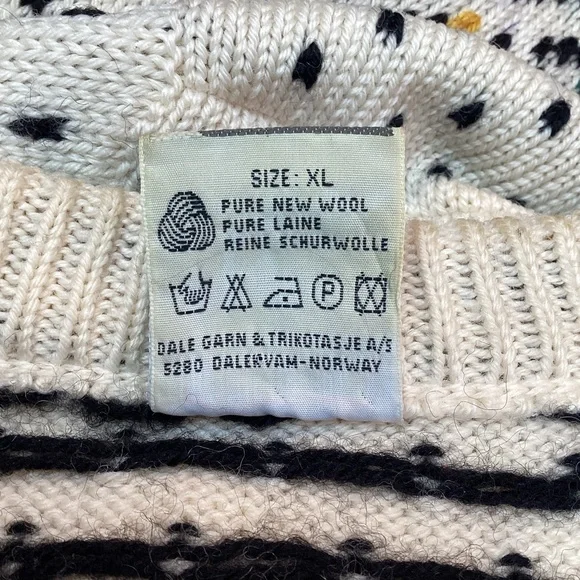 SIZE: XL
PURE NEW WOOL
PURE LAINE
REINE SCHURWOLLE
P
DALE GARN & TRIKOTASJE A/S
5280 DALEKVAM-NORWAY